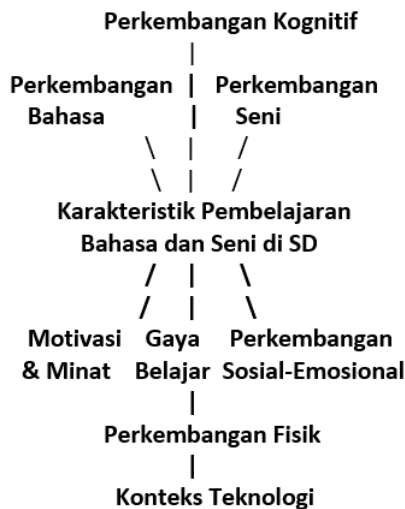 Perkembangan Kognitif
|
Perkembangan | Perkembangan
Bahasa | Seni
\ | /
\ | /
Karakteristik Pembelajaran
Bahasa dan Seni di SD
/ | \
/ | \
Motivasi Gaya Perkembangan
& Minat Belajar Sosial-Emosional
|
Perkembangan Fisik
|
Konteks Teknologi